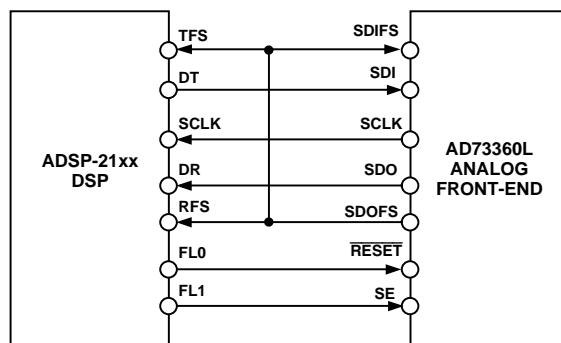 TFS SDIFS
DT SDI
SCLK SCLK
ADSP-21xx
DSP
DR SDO
AD73360L
ANALOG
FRONT-END
RFS SDOFS
FL0 RESET
FL1 SE